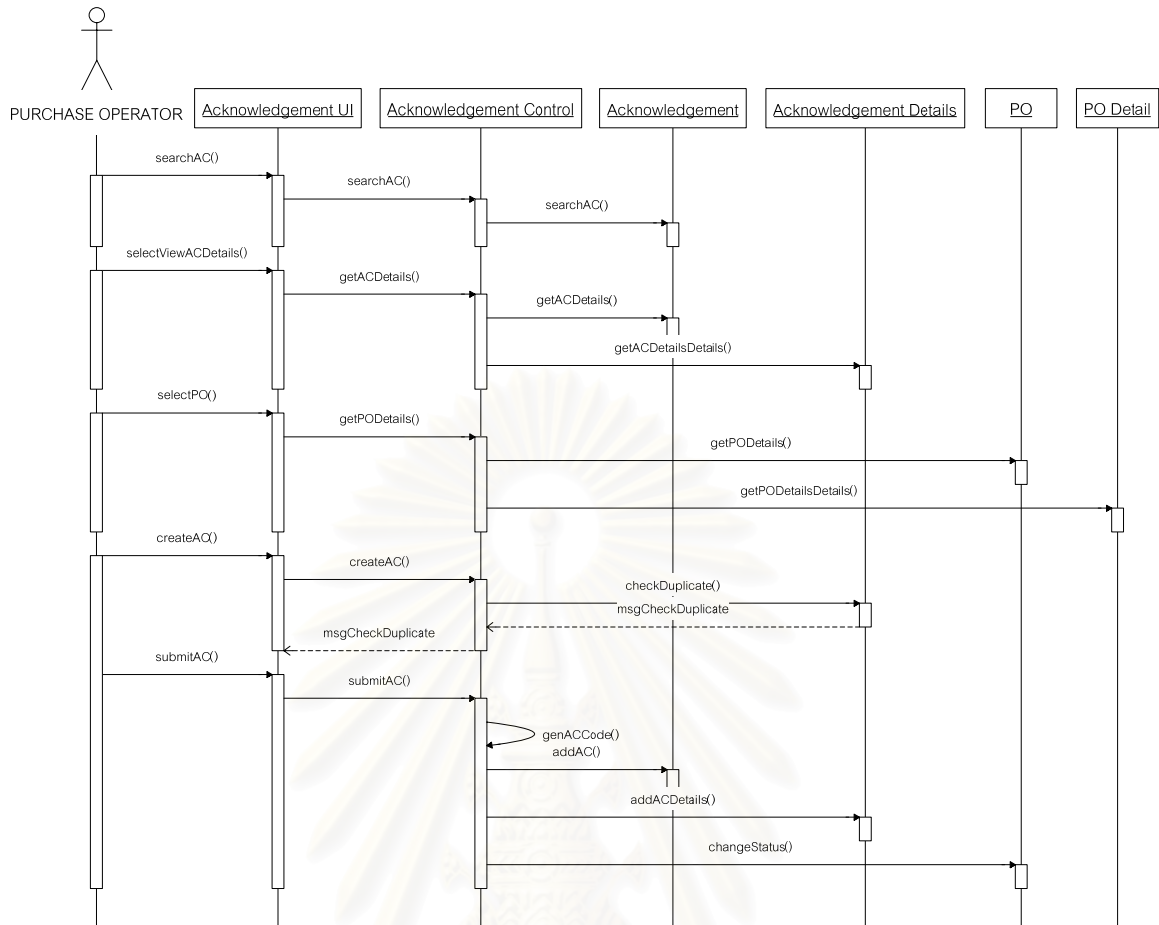 PURCHASE OPERATOR
Acknowledgement UI
Acknowledgement Control
Acknowledgement
Acknowledgement Details
PO
PO Detail
searchAC()
searchAC()
searchAC()
selectViewACDetails()
getACDetails()
getACDetails()
getACDetailsDetails()
selectPO()
getPODetails()
getPODetails()
getPODetailsDetails()
createAC()
createAC()
checkDuplicate()
msgCheckDuplicate
msgCheckDuplicate
submitAC()
submitAC()
genACCode()
addAC()
addACDetails()
changeStatus()